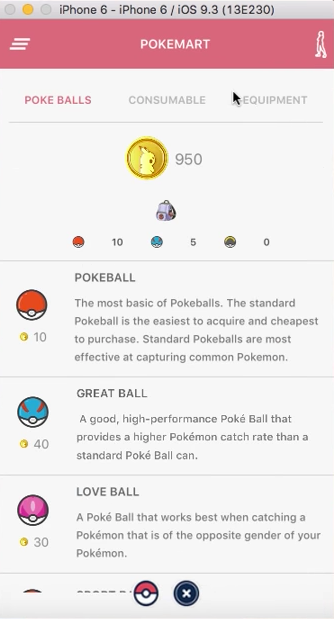 iPhone 6 - iPhone 6 / iOS 9.3 (13E230)
POKEMART
POKE BALLS CONSUMABLE EQUIPMENT
950
10 5 0
POKEBALL
The most basic of Pokeballs. The standard
Pokeball is the easiest to acquire and cheapest
to purchase. Standard Pokeballs are most
effective at capturing common Pokemon.
10
GREAT BALL
A good, high-performance Poké Ball that
provides a higher Pokémon catch rate than a
standard Poké Ball can.
40
LOVE BALL
A Poké Ball that works best when catching a
Pokémon that is of the opposite gender of your
Pokémon.
30